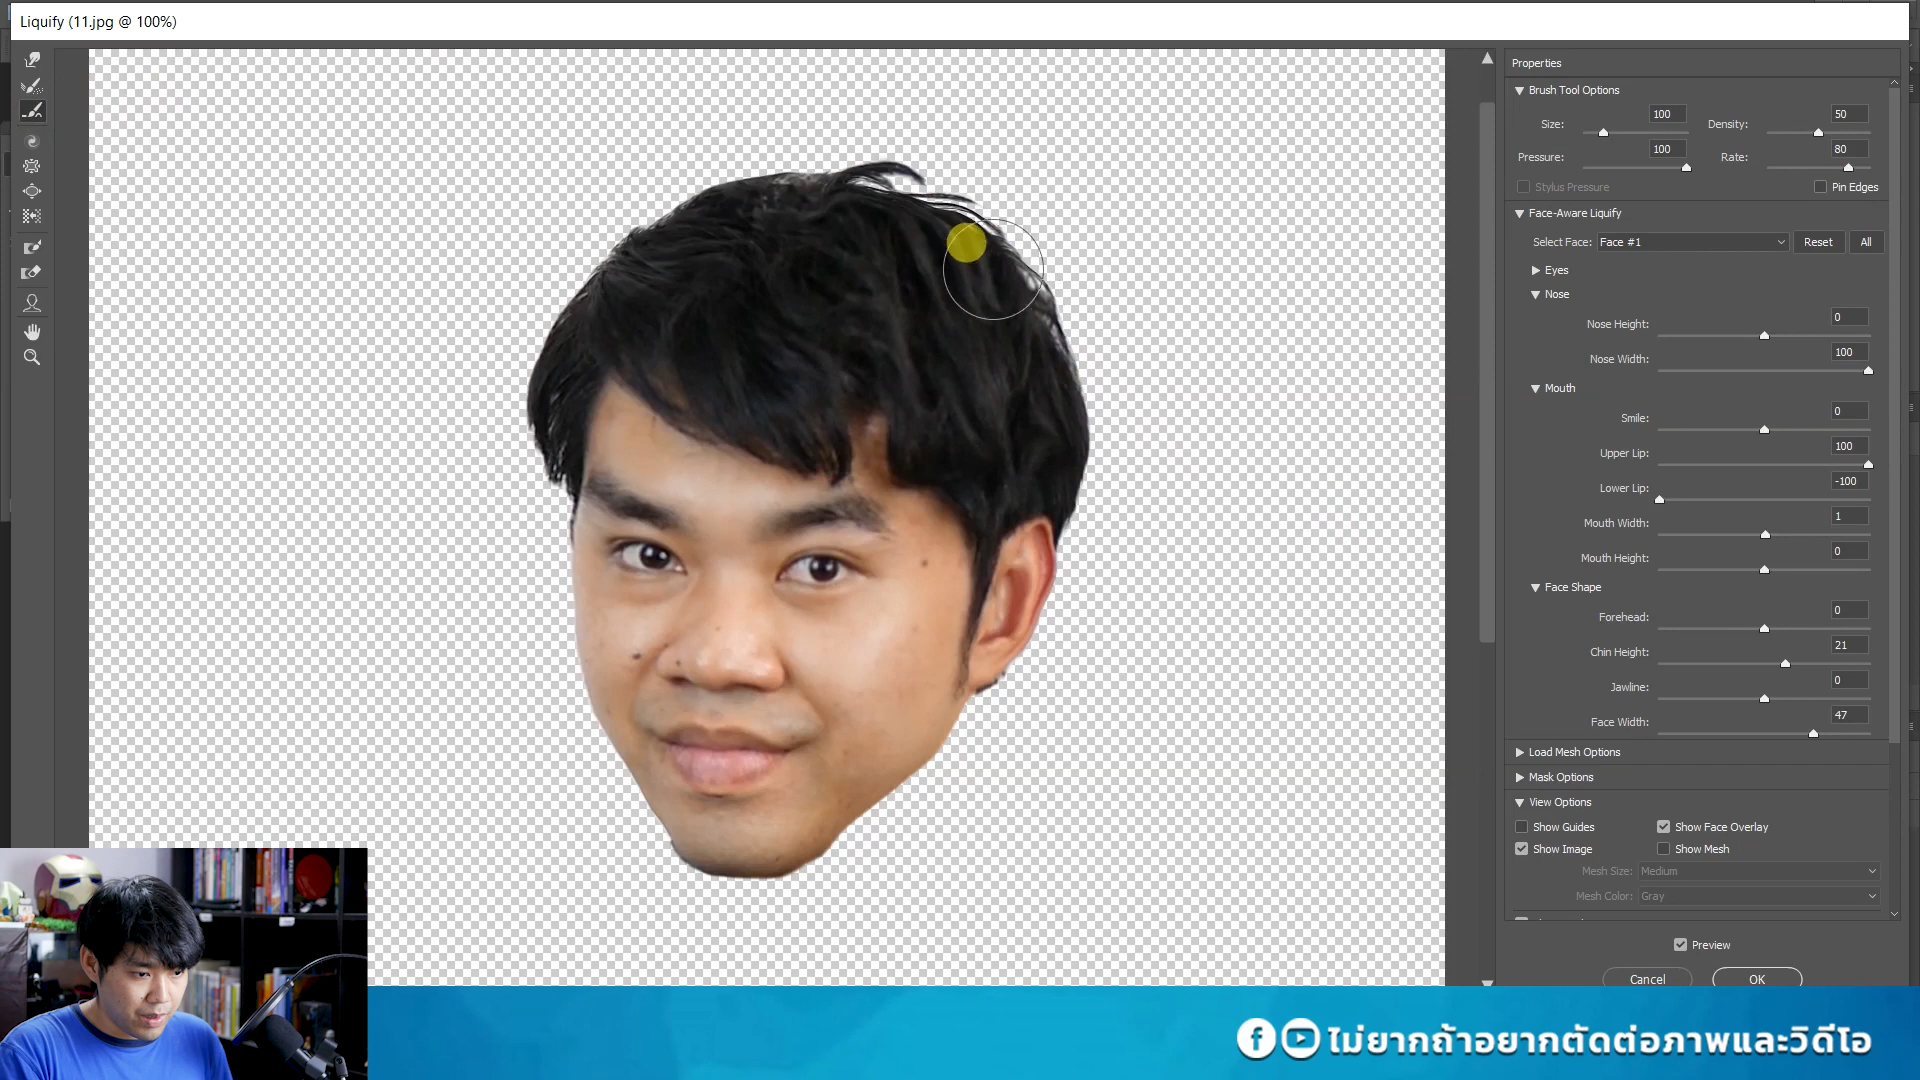 Liquify (11.jpg @ 100%)
Properties
Brush Tool Options
Size: 100 Density: 50
Pressure: 100 Rate: 80
Stylus Pressure Pin Edges
Face-Aware Liquify
Select Face: Face #1 Reset All
Eyes
Nose
Nose Height: 0
Nose Width: 100
Mouth
Smile: 0
Upper Lip: 100
Lower Lip: -100
Mouth Width: 1
Mouth Height: 0
Face Shape
Forehead: 0
Chin Height: 21
Jawline: 0
Face Width: 47
Load Mesh Options
Mask Options
View Options
Show Guides Show Face Overlay
Show Image Show Mesh
Mesh Size: Medium
Mesh Color: Gray
Preview
Cancel OK
ไม่ยากถ้าอยากตัดต่อภาพและวิดีโอ